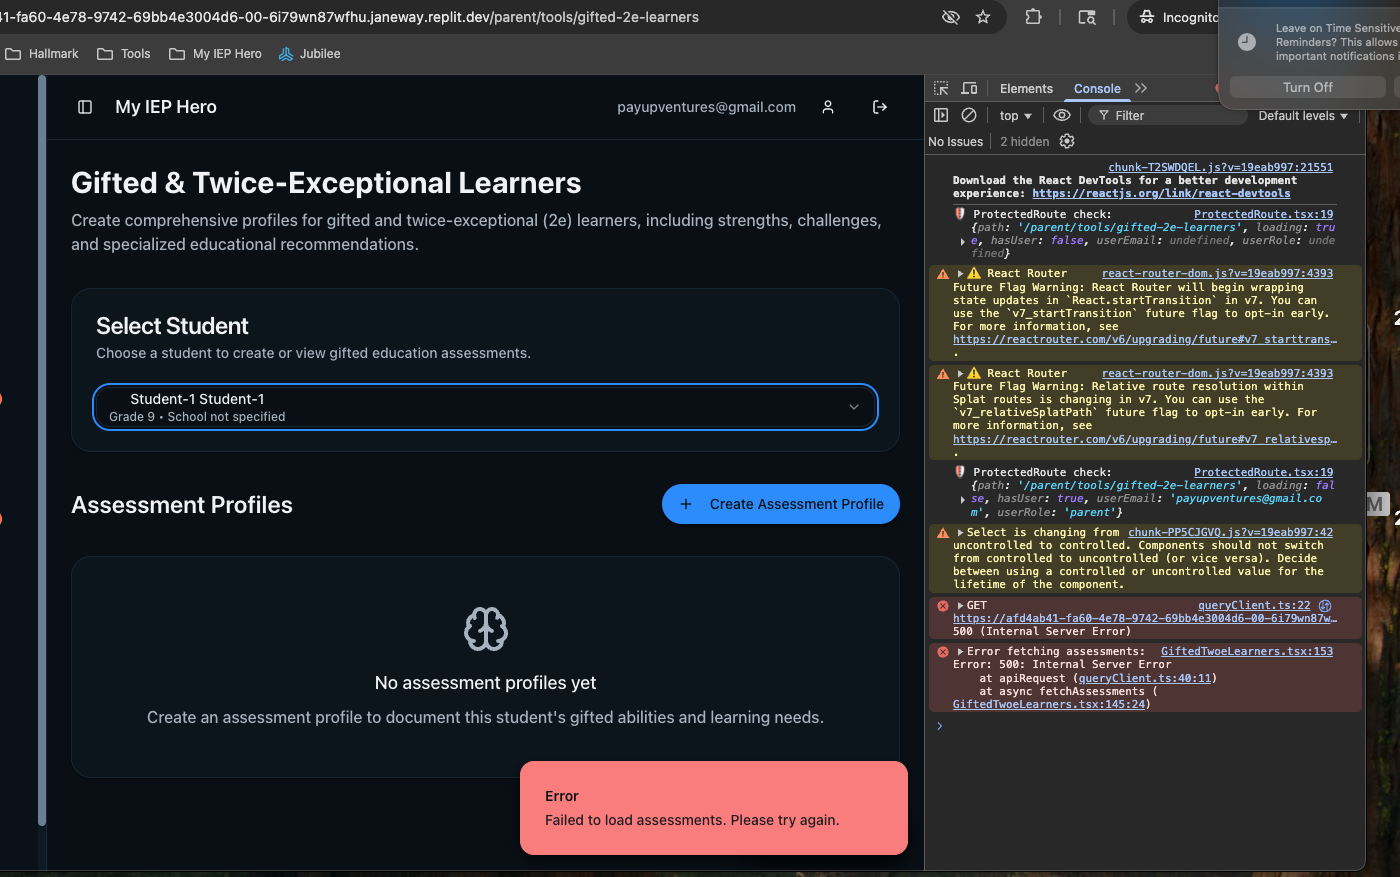 41-fa60-4e78-9742-69bb4e3004d6-00-6i79wn87wfhu.janeway.replit.dev/parent/tools/gifted-2e-learners
Incognito
Hallmark
Tools
My IEP Hero
Jubilee
Leave on Time Sensitive
Reminders? This allows
important notifications
Turn Off
My IEP Hero
payupventures@gmail.com
Gifted & Twice-Exceptional Learners
Create comprehensive profiles for gifted and twice-exceptional (2e) learners, including strengths, challenges,
and specialized educational recommendations.
Select Student
Choose a student to create or view gifted education assessments.
Student-1 Student-1
Grade 9 • School not specified
Assessment Profiles
+ Create Assessment Profile
No assessment profiles yet
Create an assessment profile to document this student's gifted abilities and learning needs.
Error
Failed to load assessments. Please try again.
Elements
Console
top
Filter
Default levels
No Issues
2 hidden
chunk-T2SWDQEL.js?v=19eab997:21551
Download the React DevTools for a better development
experience: https://reactjs.org/link/react-devtools
ProtectedRoute check: ProtectedRoute.tsx:19
{path: '/parent/tools/gifted-2e-learners', loading: tru
e, hasUser: false, userEmail: undefined, userRole: unde
fined}
React Router react-router-dom.js?v=19eab997:4393
Future Flag Warning: React Router will begin wrapping
state updates in `React.startTransition` in v7. You can
use the `v7_startTransition` future flag to opt-in early.
For more information, see
https://reactrouter.com/v6/upgrading/future#v7_starttrans…
.
React Router react-router-dom.js?v=19eab997:4393
Future Flag Warning: Relative route resolution within
Splat routes is changing in v7. You can use the
`v7_relativeSplatPath` future flag to opt-in early. For
more information, see
https://reactrouter.com/v6/upgrading/future#v7_relativesp…
.
ProtectedRoute check: ProtectedRoute.tsx:19
{path: '/parent/tools/gifted-2e-learners', loading: fal
se, hasUser: true, userEmail: 'payupventures@gmail.co
m', userRole: 'parent'}
Select is changing from chunk-PP5CJGVQ.js?v=19eab997:42
uncontrolled to controlled. Components should not switch
from controlled to uncontrolled (or vice versa). Decide
between using a controlled or uncontrolled value for the
lifetime of the component.
GET queryClient.ts:22
https://afd4ab41-fa60-4e78-9742-69bb4e3004d6-00-6i79wn87w…
500 (Internal Server Error)
Error fetching assessments: GiftedTwoeLearners.tsx:153
Error: 500: Internal Server Error
at apiRequest (queryClient.ts:40:11)
at async fetchAssessments (
GiftedTwoeLearners.tsx:145:24)
M